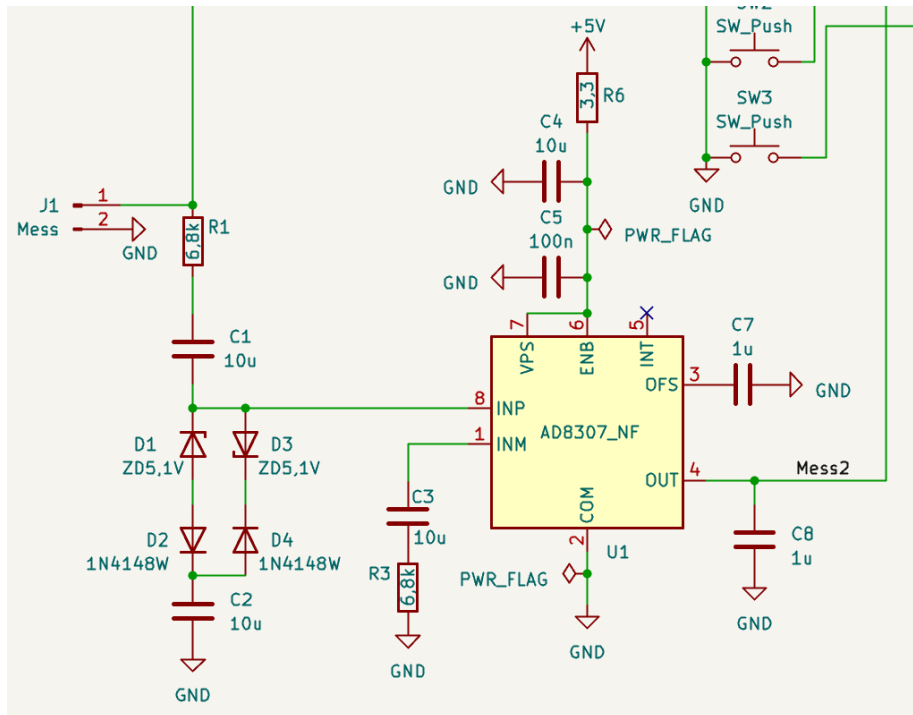 SW_Push
+5V
3,3
R6
SW3
SW_Push
C4
10u
GND
GND
J1
Mess
1
2
GND
R1
6,8k
C5
100n
PWR_FLAG
GND
C1
10u
7
6
5
VPS
ENB
INT
C7
1u
3
OFS
GND
8
INP
1
INM
AD8307_NF
D1
ZD5,1V
D3
ZD5,1V
OUT
4
Mess2
COM
2
U1
C3
10u
C8
1u
D2
1N4148W
D4
1N4148W
R3
6,8k
PWR_FLAG
C2
10u
GND
GND
GND
GND